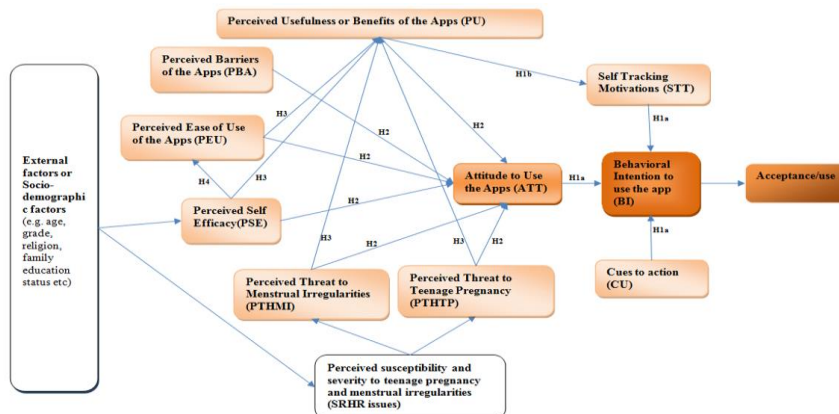 Perceived Usefulness or Benefits of the Apps (PU)
Perceived Barriers
of the Apps (PBA)
H1b
Self Tracking
Motivations (STT)
H3
H2
H2
H1a
Perceived Ease of Use
of the Apps (PEU)
H2
H3
H4
External
factors or
Socio-
demographi
c factors
(e.g. age,
grade,
religion,
family
education
status etc)
Attitude to Use
the Apps (ATT)
H1a
Behavioral
Intention to
use the app
(BI)
Acceptance/use
Perceived Self
Efficacy(PSE)
H2
H3
H2
H3
H2
H1a
Perceived Threat to
Menstrual Irregularities
(PTHMI)
Perceived Threat to
Teenage Pregnancy
(PTHTP)
Cues to action
(CU)
Perceived susceptibility and
severity to teenage pregnancy
and menstrual irregularities
(SRHR issues)